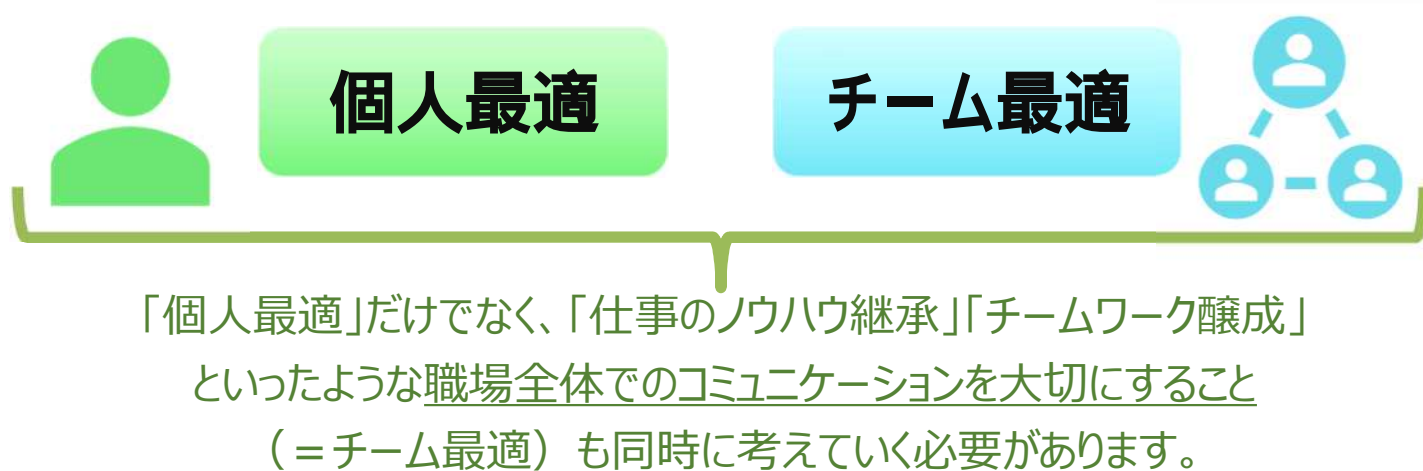 個人最適
チーム最適
「個人最適」だけでなく、「仕事のノウハウ継承」「チームワーク醸成」
といったような職場全体でのコミュニケーションを大切にすること
（=チーム最適）も同時に考えていく必要があります。